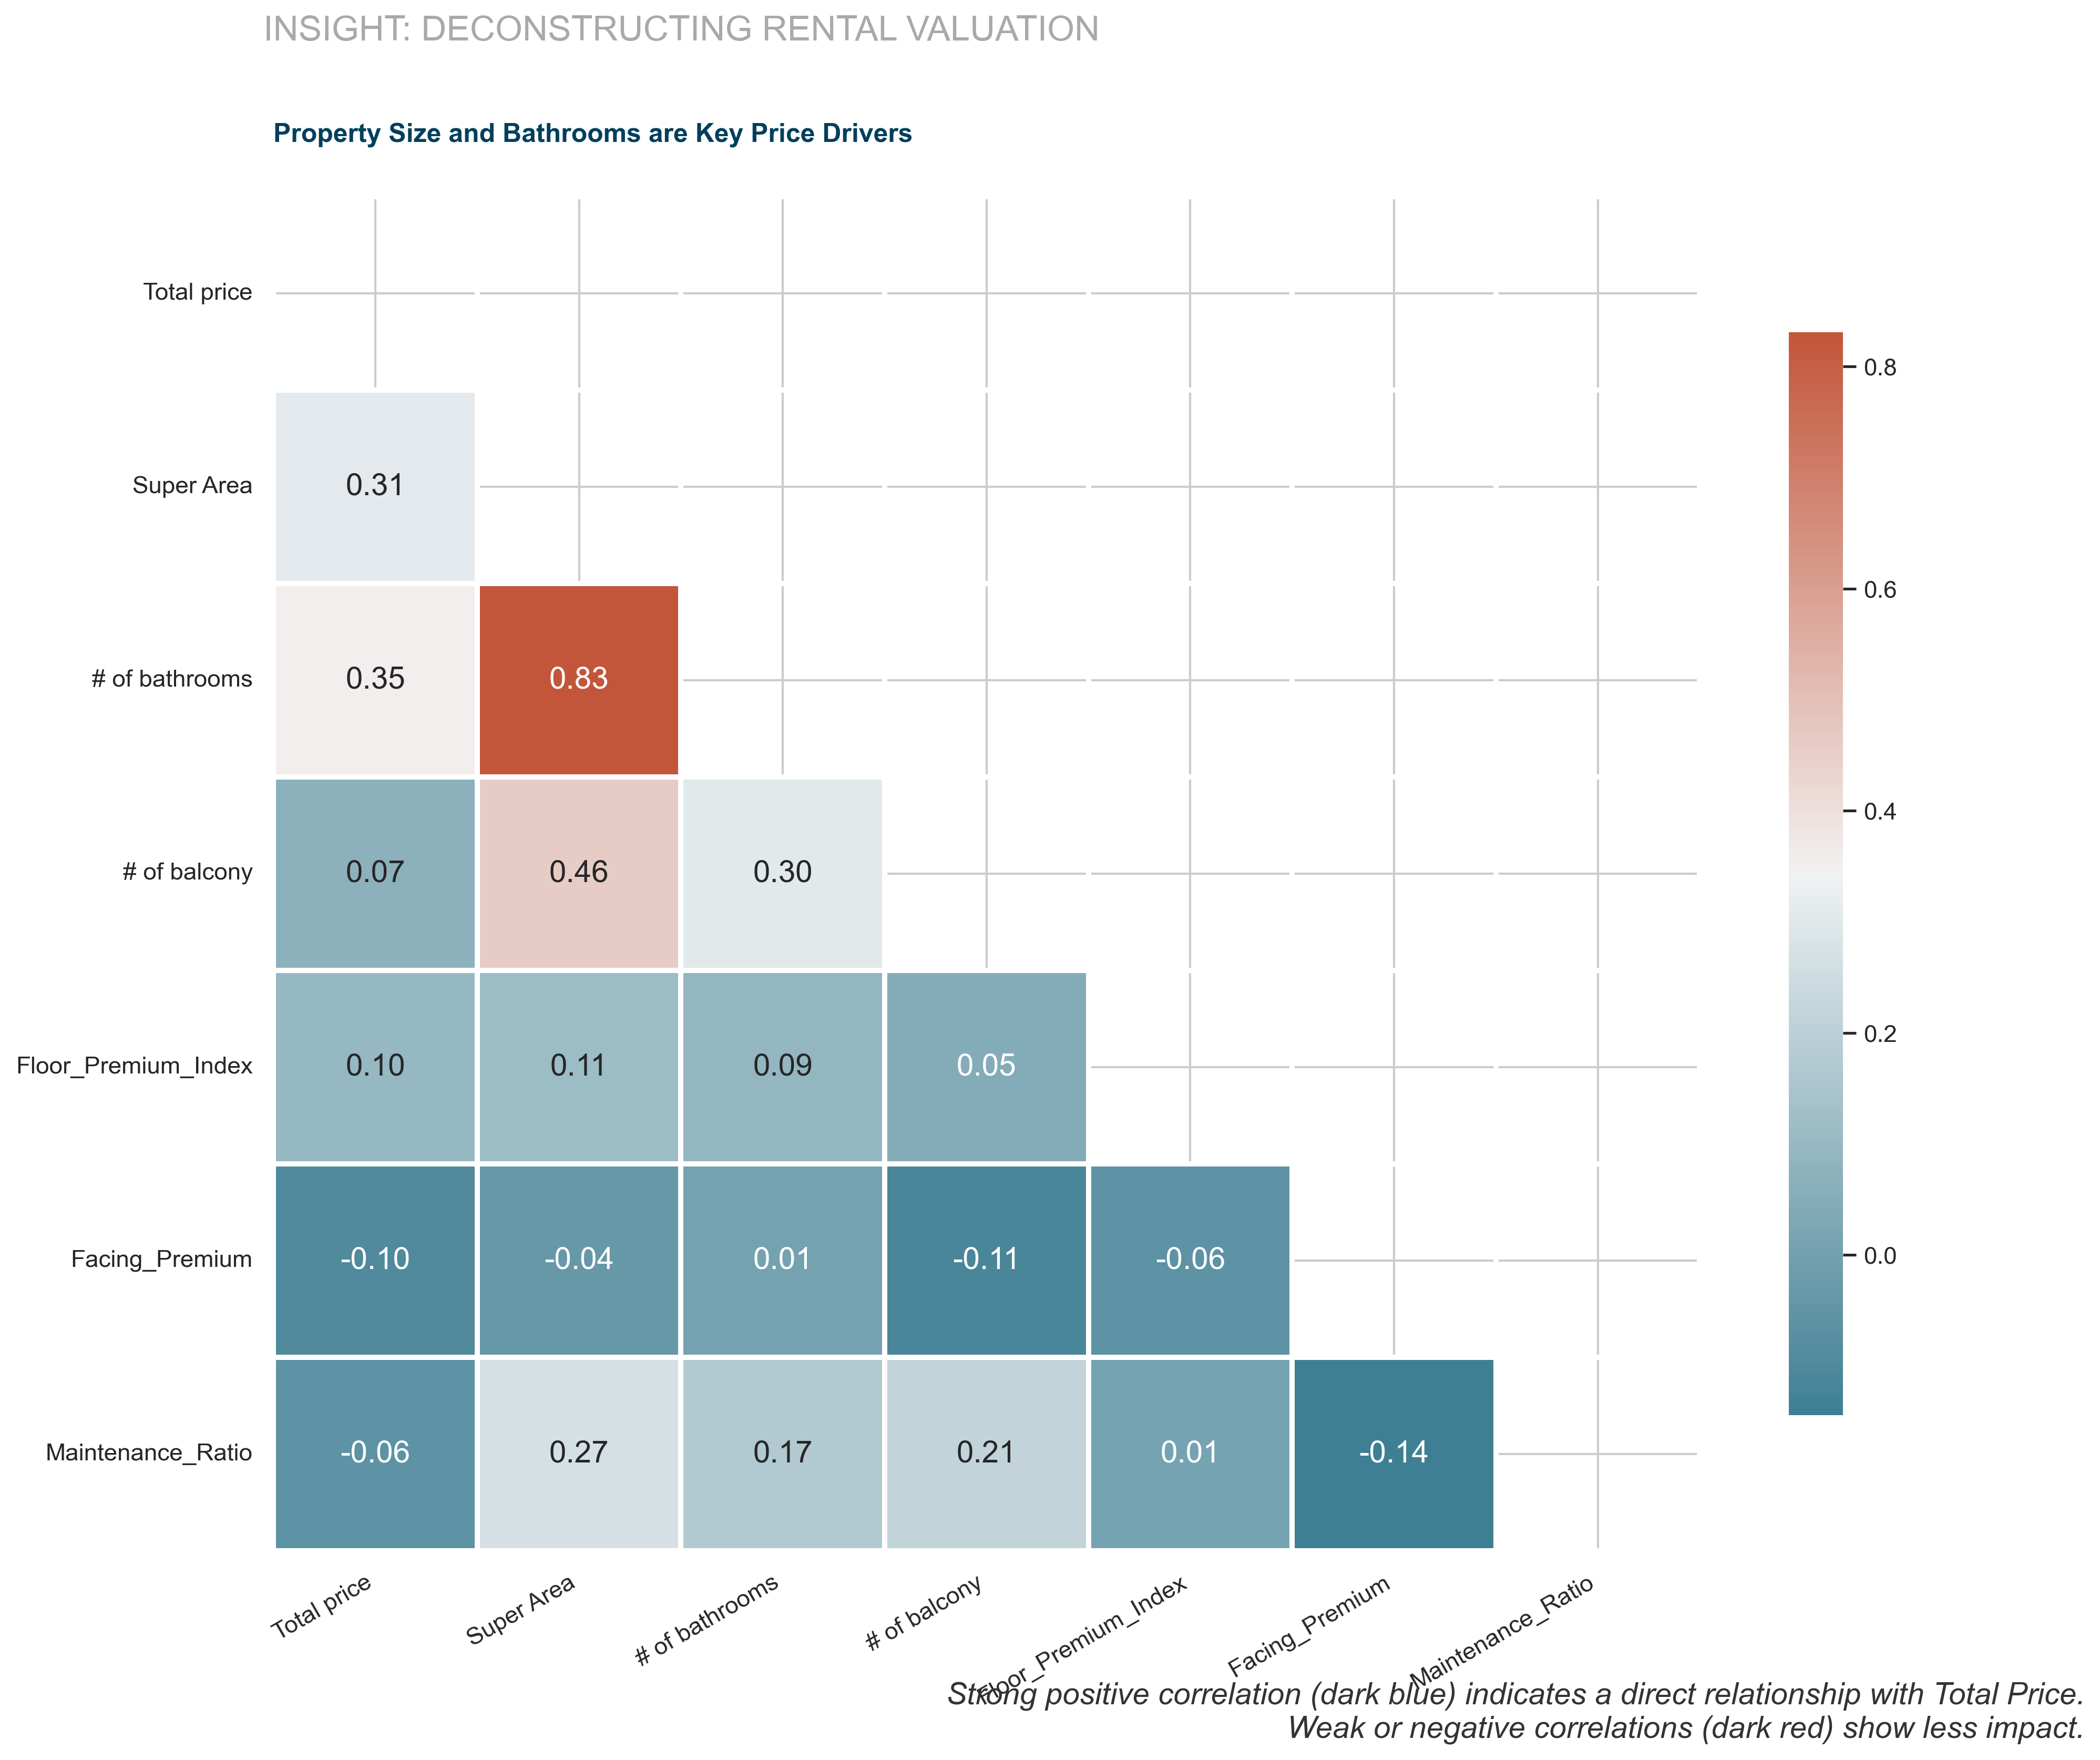 INSIGHT: DECONSTRUCTING RENTAL VALUATION
Property Size and Bathrooms are Key Price Drivers
Total price
Super Area
0.31
# of bathrooms
0.35 0.83
# of balcony
0.07 0.46 0.30
Floor_Premium_Index
0.10 0.11 0.09 0.05
Facing_Premium
-0.10 -0.04 0.01 -0.11 -0.06
Maintenance_Ratio
-0.06 0.27 0.17 0.21 0.01 -0.14
0.8
0.6
0.4
0.2
0.0
Total price
Super Area
# of bathrooms
# of balcony
Floor_Premium_Index
Facing_Premium
Maintenance_Ratio
Strong positive correlation (dark blue) indicates a direct relationship with Total Price.
Weak or negative correlations (dark red) show less impact.